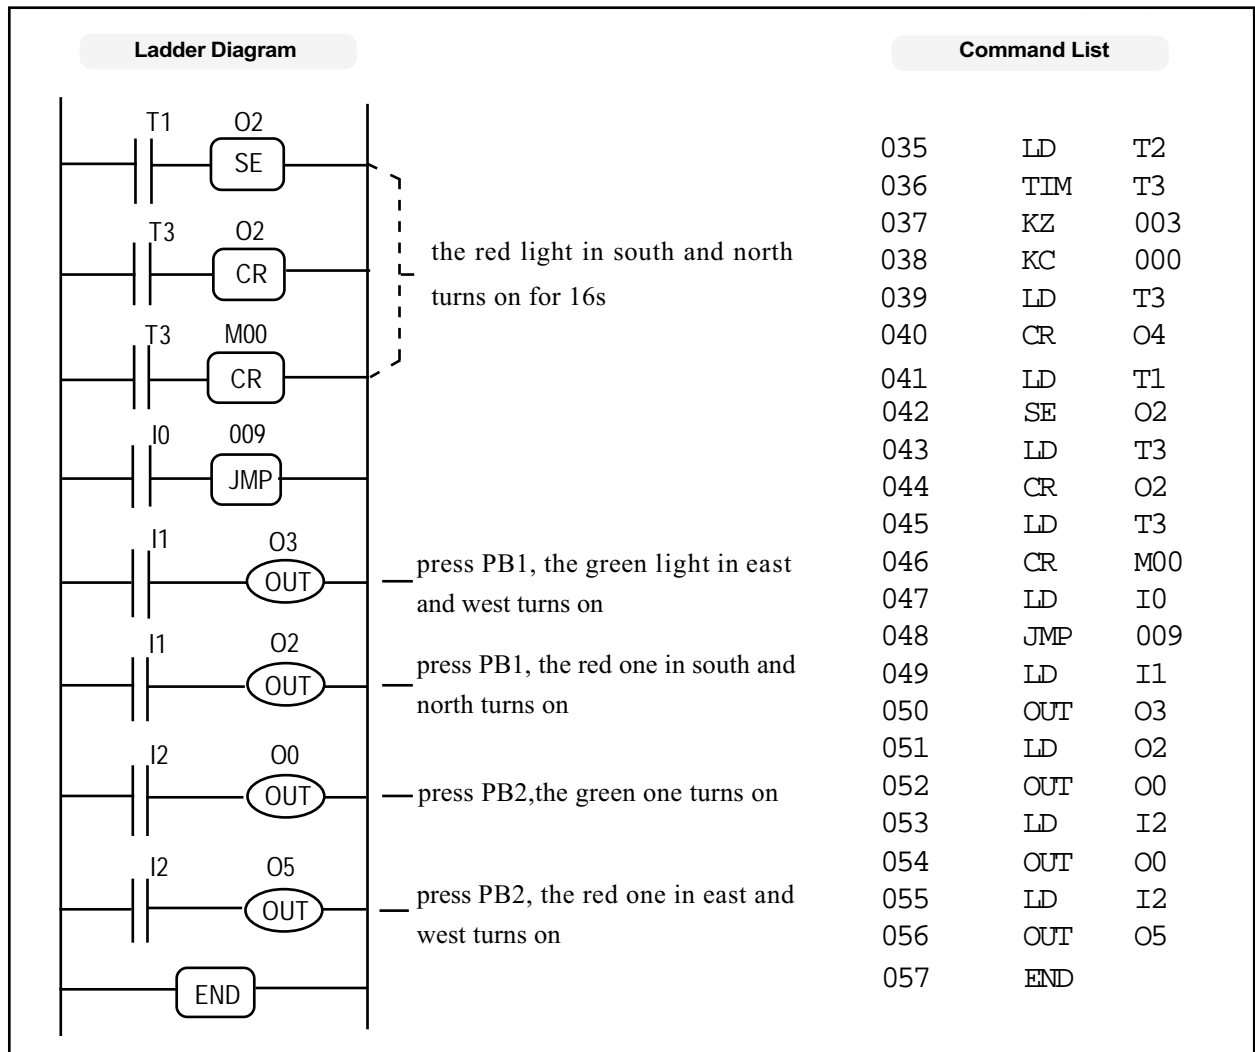 Ladder Diagram
Command List
T1 O2
SE
T3 O2
CR
the red light in south and north
turns on for 16s
T3 M00
CR
I0 009
JMP
I1 O3
OUT
press PB1, the green light in east
and west turns on
I1 O2
OUT
press PB1, the red one in south and
north turns on
I2 O0
OUT
press PB2,the green one turns on
I2 O5
OUT
press PB2, the red one in east and
west turns on
END
035 LD T2
036 TIM T3
037 KZ 003
038 KC 000
039 LD T3
040 CR O4
041 LD T1
042 SE O2
043 LD T3
044 CR O2
045 LD T3
046 CR M00
047 LD I0
048 JMP 009
049 LD I1
050 OUT O3
051 LD O2
052 OUT O0
053 LD I2
054 OUT O0
055 LD I2
056 OUT O5
057 END